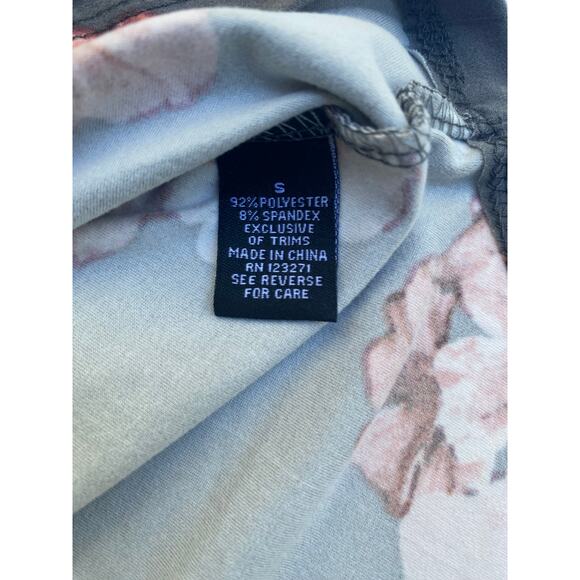 S
92% POLYESTER
8% SPANDEX
EXCLUSIVE
OF TRIMS
MADE IN CHINA
RN 123271
SEE REVERSE
FOR CARE